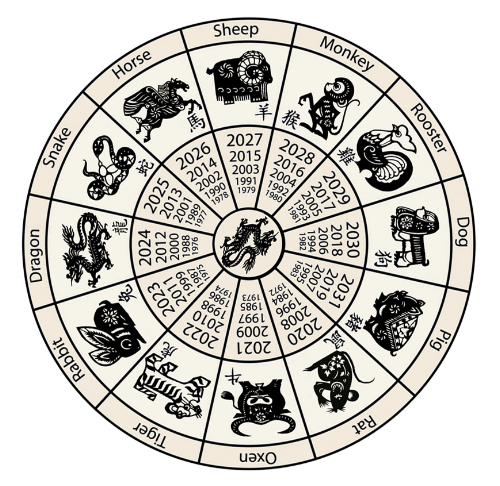 Sheep
羊
2027
2015
2003
1991
1979
Monkey
猴
2028
2016
2004
1992
1980
Rooster
雞
2029
2017
2005
1993
1981
Dog
狗
2030
2018
2006
1994
1982
Pig
豬
2031
2019
2007
1995
1983
Rat
鼠
2020
2008
1996
1984
1972
Oxen
牛
2021
2009
1997
1985
1973
Tiger
虎
2022
2010
1998
1986
1974
Rabbit
兔
2023
2011
1999
1987
1975
Dragon
龍
2024
2012
2000
1988
1976
Snake
蛇
2025
2013
2001
1989
1977
Horse
馬
2026
2014
2002
1990
1978